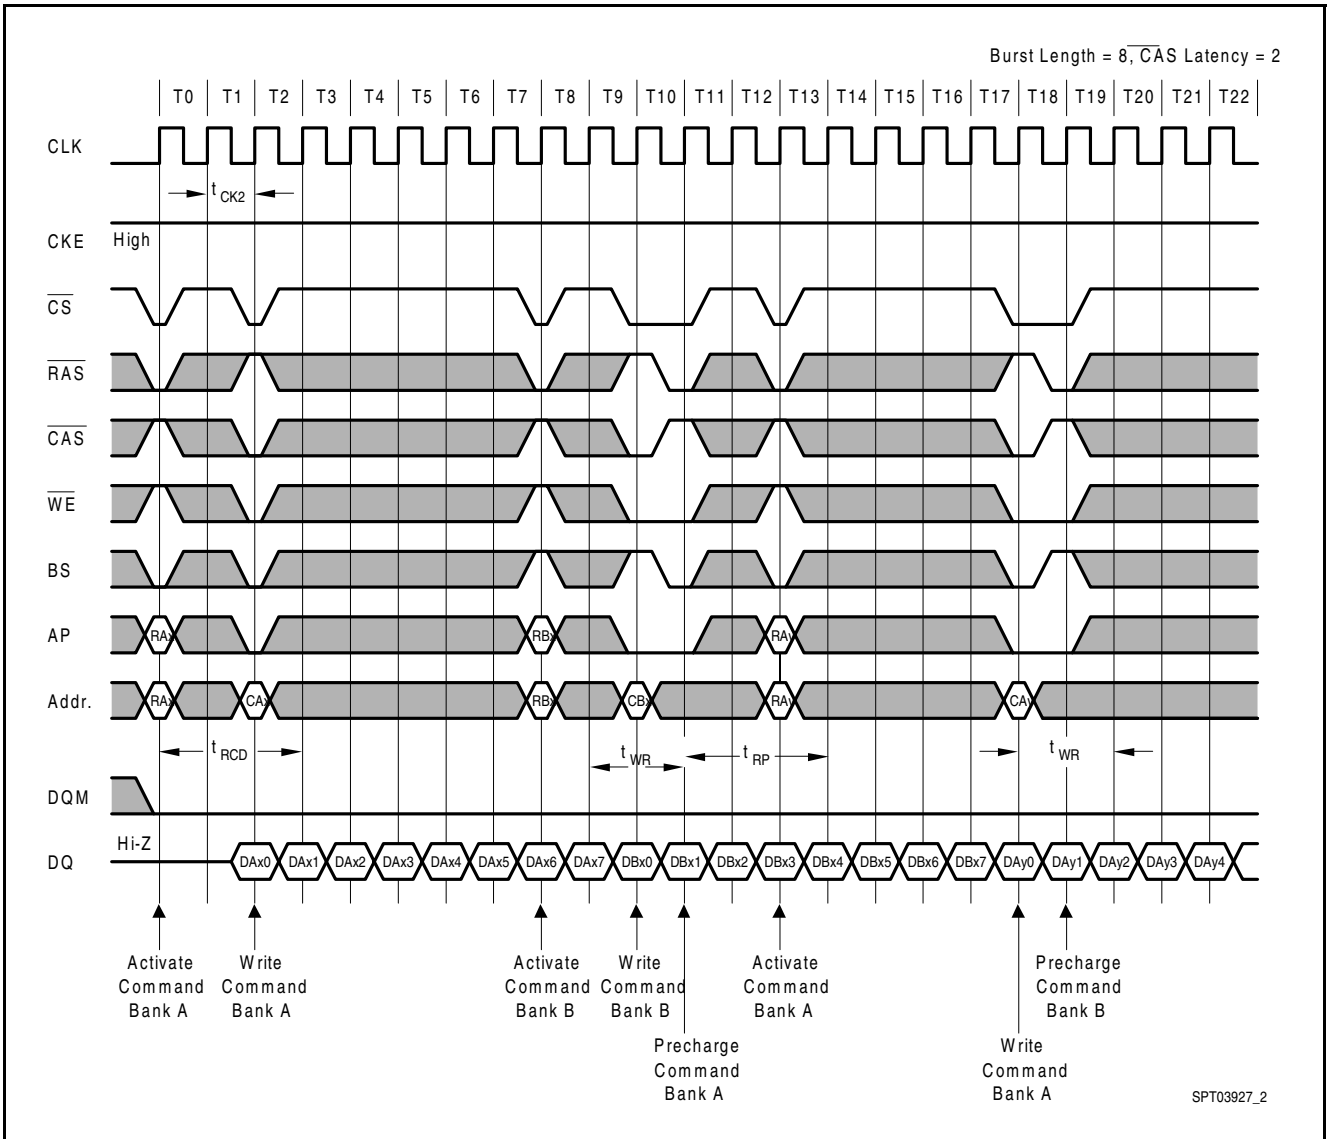 Burst Length = 8, CAS Latency = 2
T0 T1 T2 T3 T4 T5 T6 T7 T8 T9 T10 T11 T12 T13 T14 T15 T16 T17 T18 T19 T20 T21 T22
CLK
t CK2
CKE High
CS
RAS
CAS
WE
BS
AP RAx RBx RAy
Addr. RAx CAx RBx CBx RAy CAy
t RCD t WR t RP t WR
DQM
Hi-Z
DQ DAx0 DAx1 DAx2 DAx3 DAx4 DAx5 DAx6 DAx7 DBx0 DBx1 DBx2 DBx3 DBx4 DBx5 DBx6 DBx7 DAy0 DAy1 DAy2 DAy3 DAy4
Activate
Command
Bank A
Write
Command
Bank A
Activate
Command
Bank B
Write
Command
Bank B
Precharge
Command
Bank A
Activate
Command
Bank A
Write
Command
Bank A
Precharge
Command
Bank B
SPT03927_2